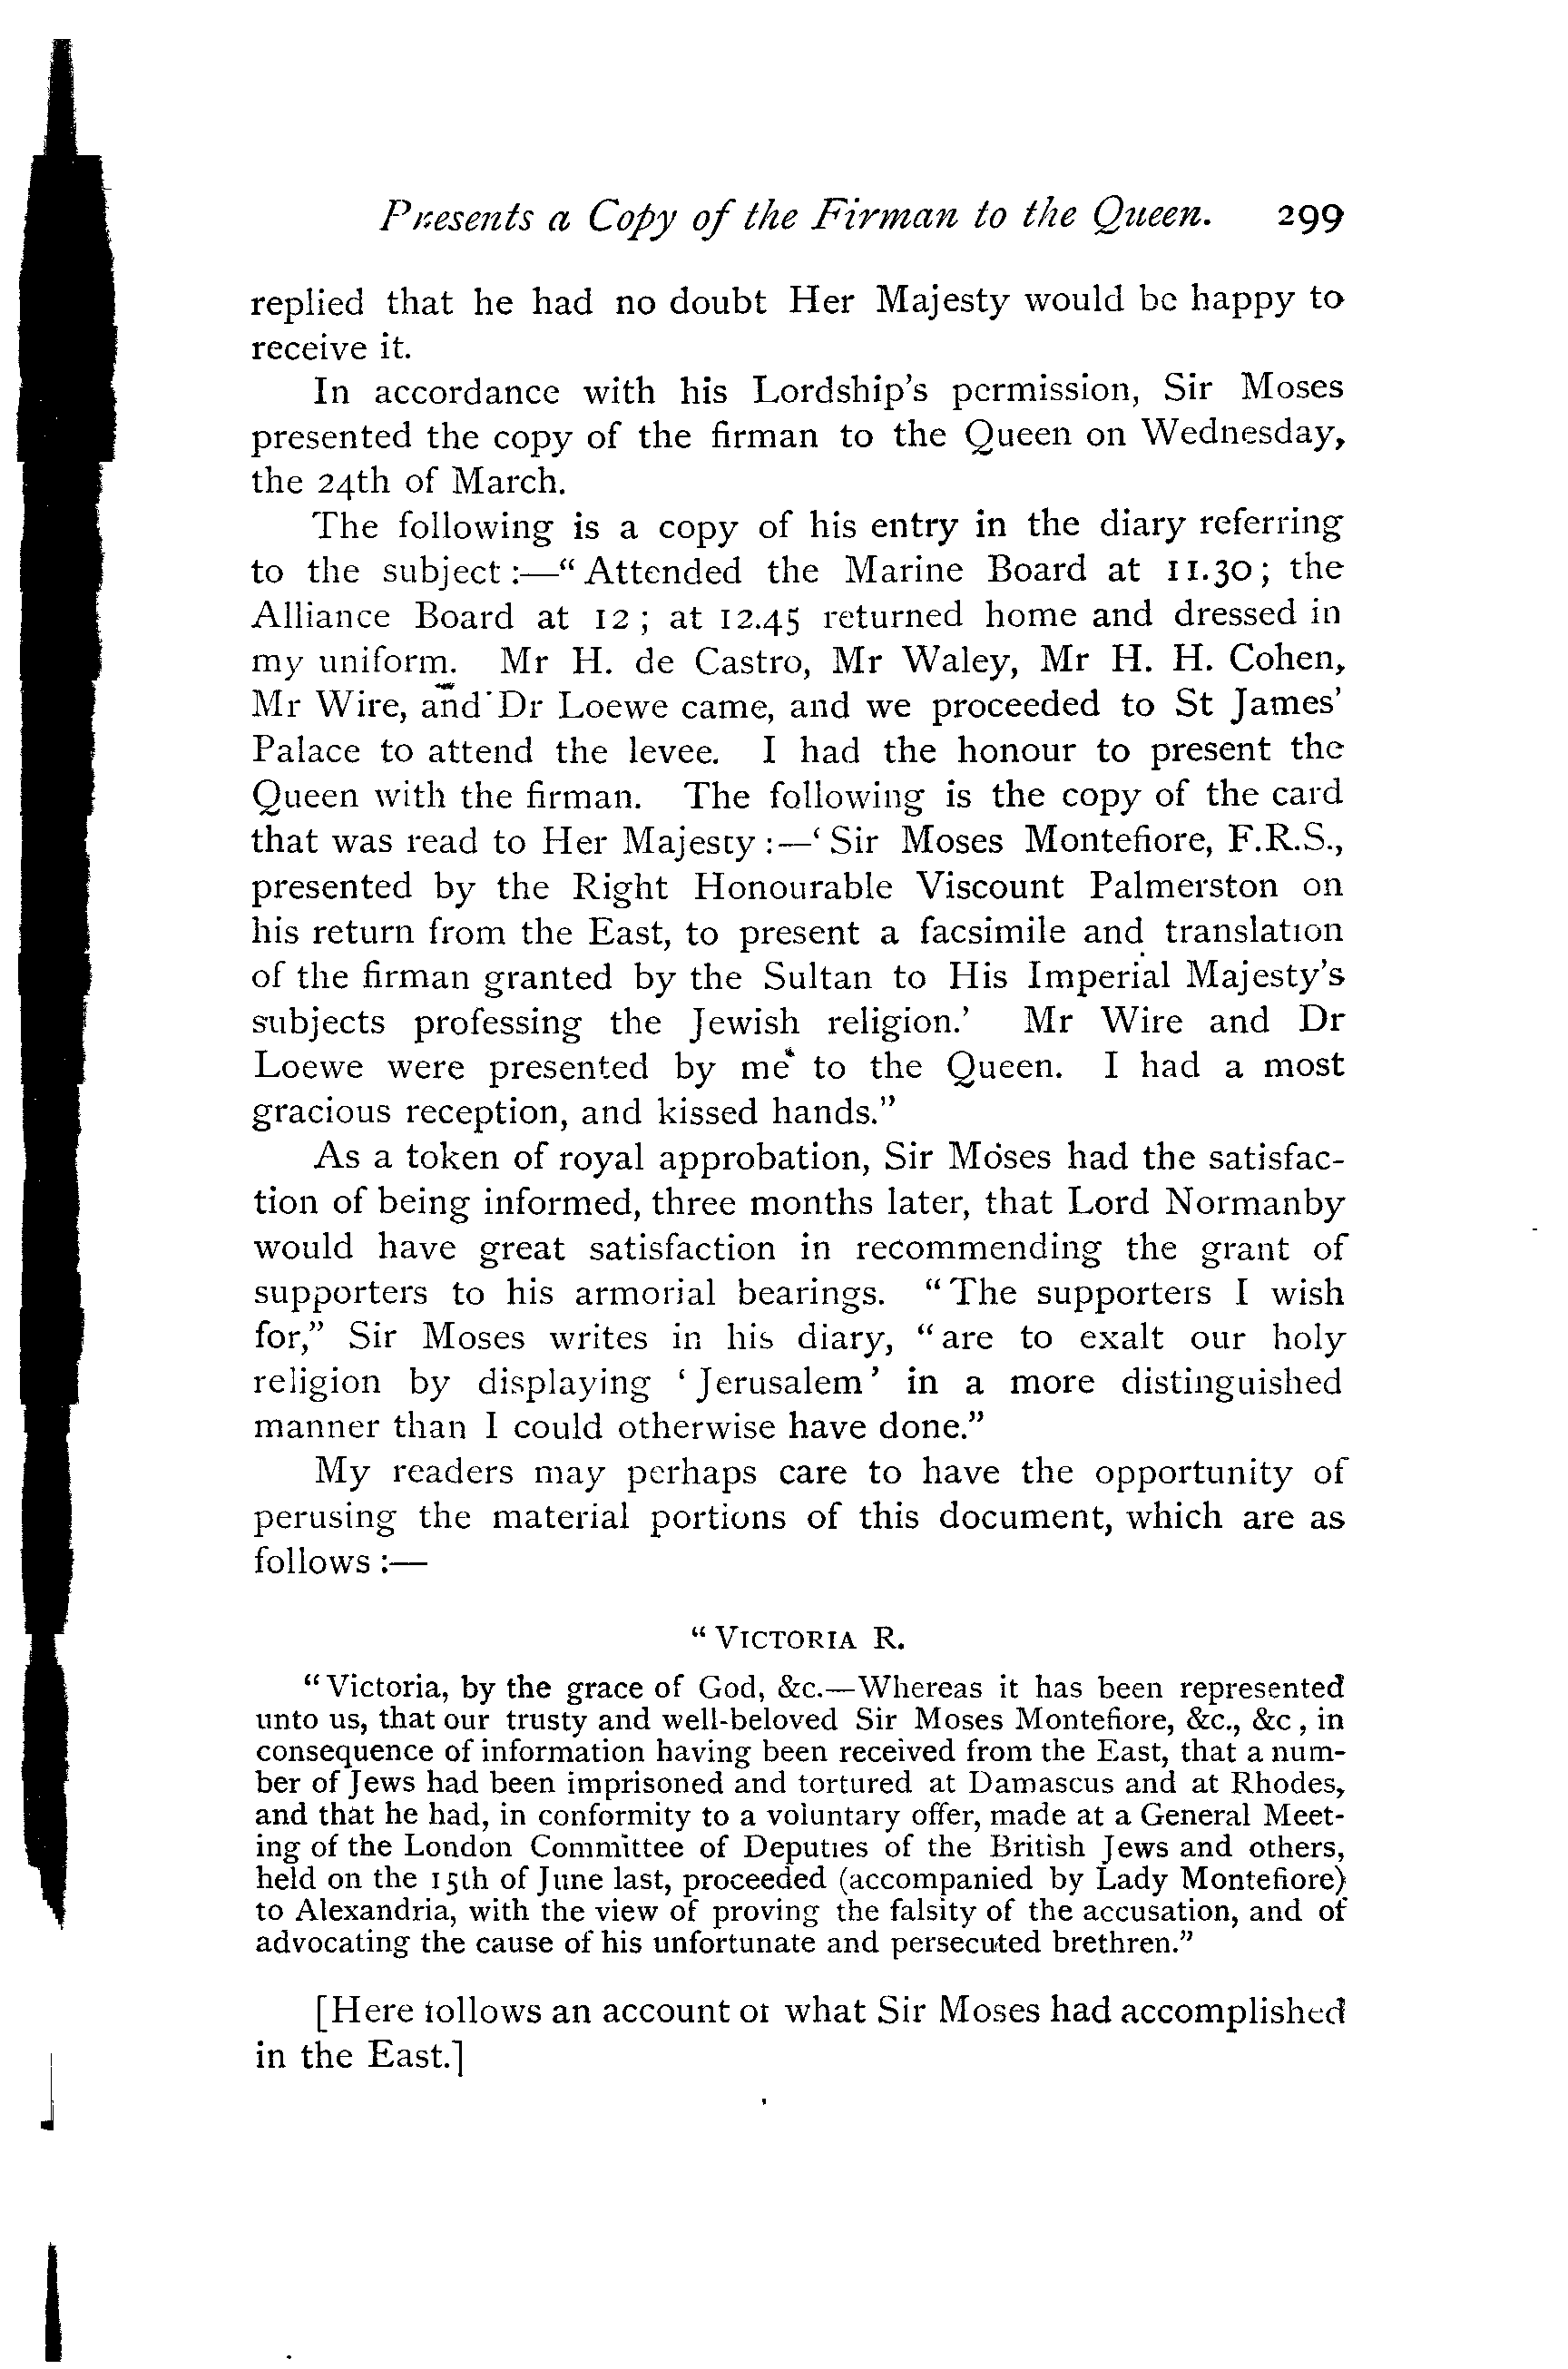 Presents a Copy of the Firman to the Queen. 299
replied that he had no doubt Her Majesty would be happy to
receive it.
In accordance with his Lordship's permission, Sir Moses
presented the copy of the firman to the Queen on Wednesday,
the 24th of March.
The following is a copy of his entry in the diary referring
to the subject:—"Attended the Marine Board at 11.30; the
Alliance Board at 12; at 12.45 returned home and dressed in
my uniform. Mr H. de Castro, Mr Waley, Mr H. H. Cohen,
Mr Wire, and Dr Loewe came, and we proceeded to St James'
Palace to attend the levee. I had the honour to present the
Queen with the firman. The following is the copy of the card
that was read to Her Majesty:—'Sir Moses Montefiore, F.R.S.,
presented by the Right Honourable Viscount Palmerston on
his return from the East, to present a facsimile and translation
of the firman granted by the Sultan to His Imperial Majesty's
subjects professing the Jewish religion.' Mr Wire and Dr
Loewe were presented by me to the Queen. I had a most
gracious reception, and kissed hands."
As a token of royal approbation, Sir Moses had the satisfac-
tion of being informed, three months later, that Lord Normanby
would have great satisfaction in recommending the grant of
supporters to his armorial bearings. "The supporters I wish
for," Sir Moses writes in his diary, "are to exalt our holy
religion by displaying 'Jerusalem' in a more distinguished
manner than I could otherwise have done."
My readers may perhaps care to have the opportunity of
perusing the material portions of this document, which are as
follows:—
"VICTORIA R.
"Victoria, by the grace of God, &c.—Whereas it has been represented
unto us, that our trusty and well-beloved Sir Moses Montefiore, &c., &c, in
consequence of information having been received from the East, that a num-
ber of Jews had been imprisoned and tortured at Damascus and at Rhodes,
and that he had, in conformity to a voluntary offer, made at a General Meet-
ing of the London Committee of Deputies of the British Jews and others,
held on the 15th of June last, proceeded (accompanied by Lady Montefiore)
to Alexandria, with the view of proving the falsity of the accusation, and of
advocating the cause of his unfortunate and persecuted brethren."
[Here follows an account of what Sir Moses had accomplished
in the East.]